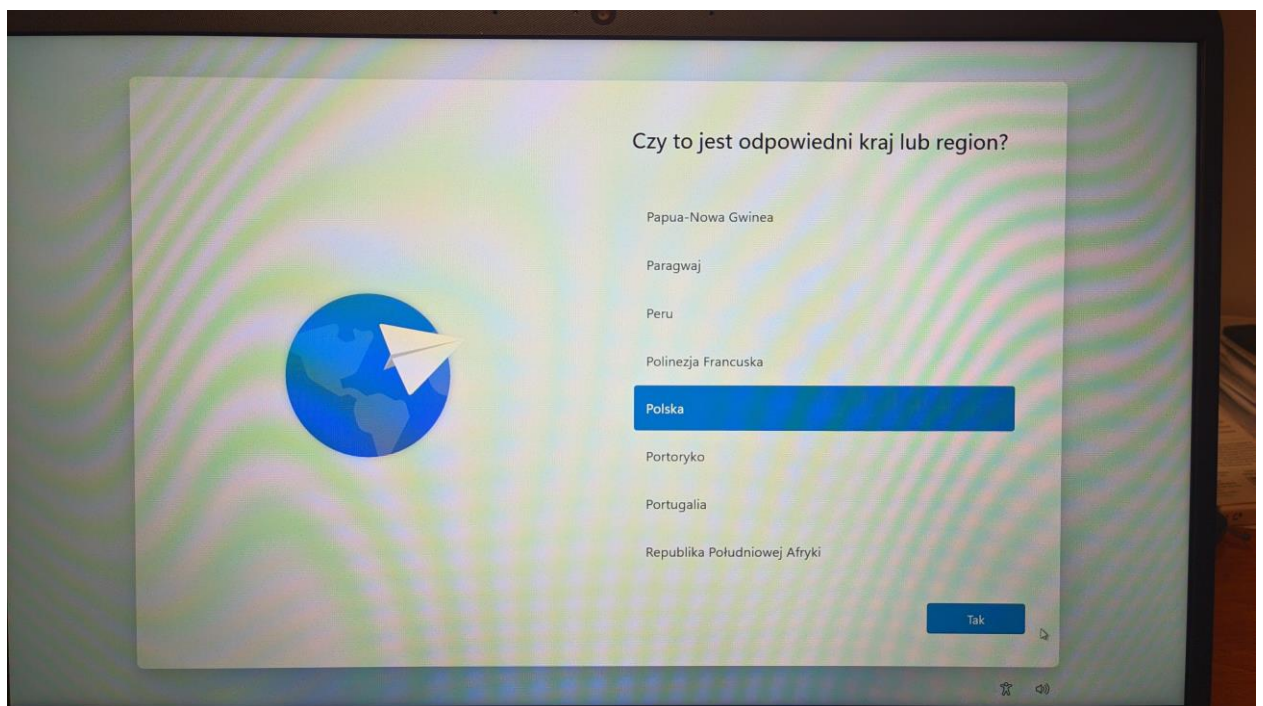 Czy to jest odpowiedni kraj lub region?
Papua-Nowa Gwinea
Paragwaj
Peru
Polinezja Francuska
Polska
Portoryko
Portugalia
Republika Południowej Afryki
Tak